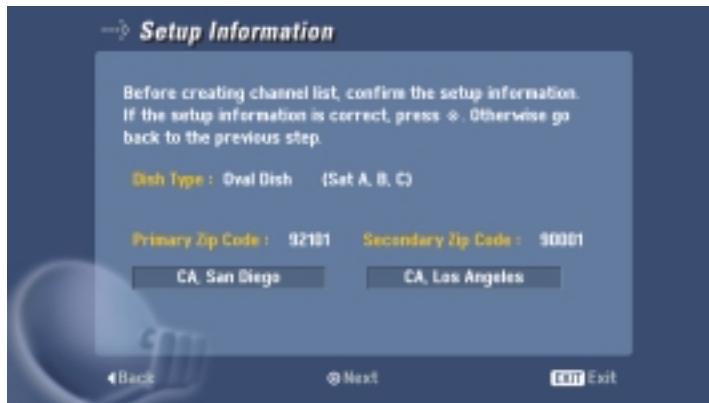 Setup Information
Before creating channel list, confirm the setup information.
If the setup information is correct, press ⊙. Otherwise go
back to the previous step.
Dish Type : Oval Dish (Sat A, B, C)
Primary Zip Code : 92101 Secondary Zip Code : 90001
CA, San Diego CA, Los Angeles
Back Next EXIT Exit